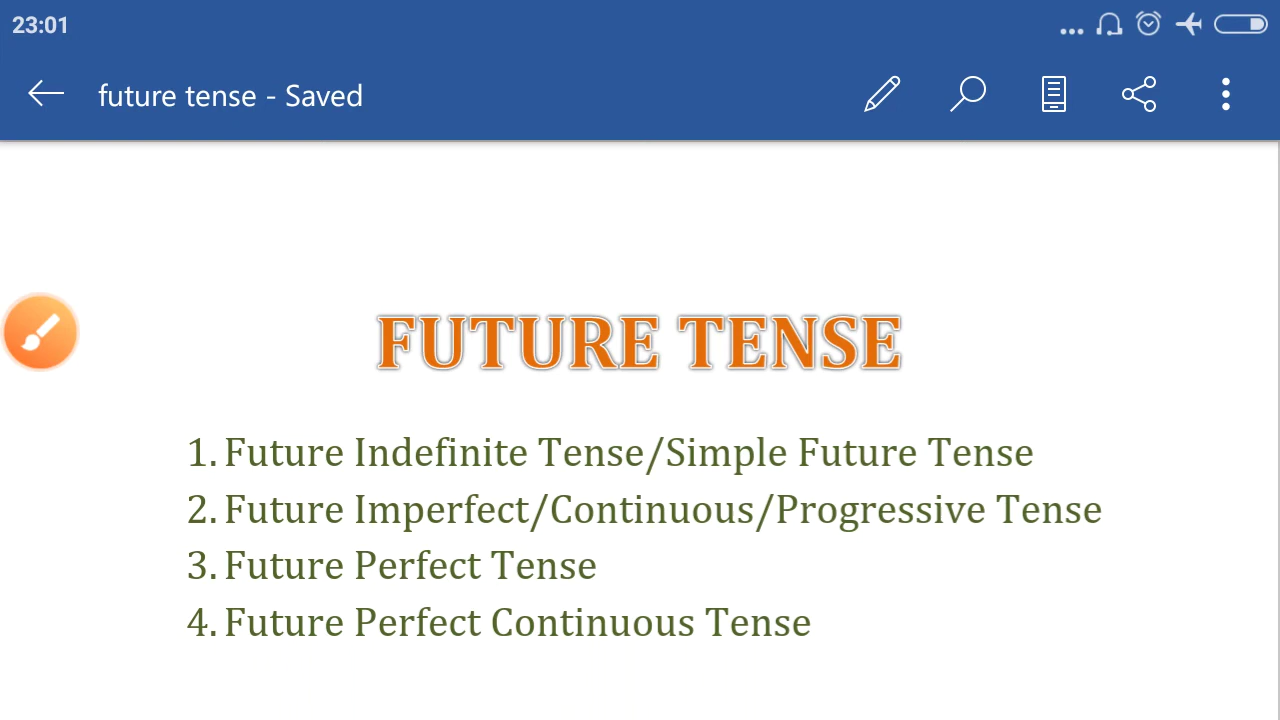 23:01
future tense - Saved
FUTURE TENSE
1. Future Indefinite Tense/Simple Future Tense
2. Future Imperfect/Continuous/Progressive Tense
3. Future Perfect Tense
4. Future Perfect Continuous Tense